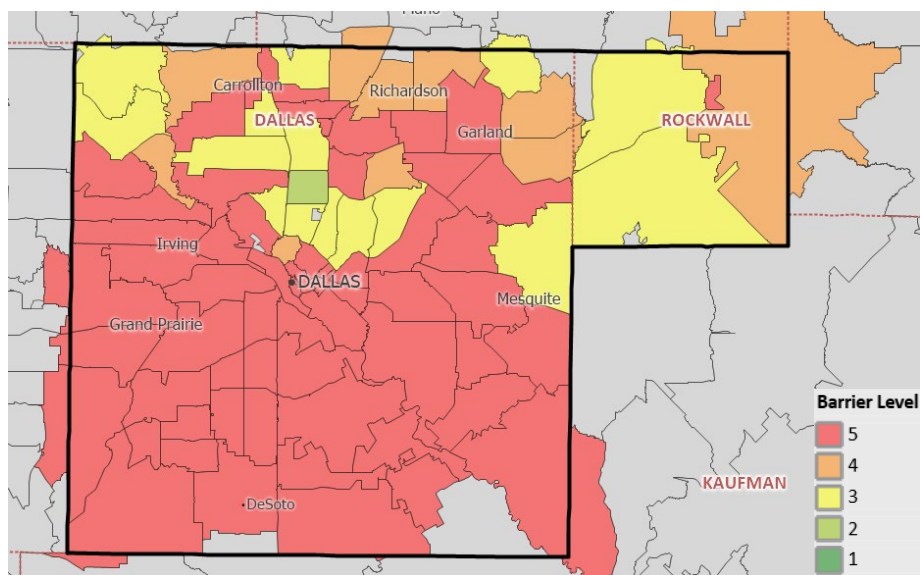 Plano
Carrollton
Richardson
DALLAS
ROCKWALL
Garland
Irving
DALLAS
Mesquite
Grand Prairie
Barrier Level
5
4
KAUFMAN
3
DeSoto
2
1